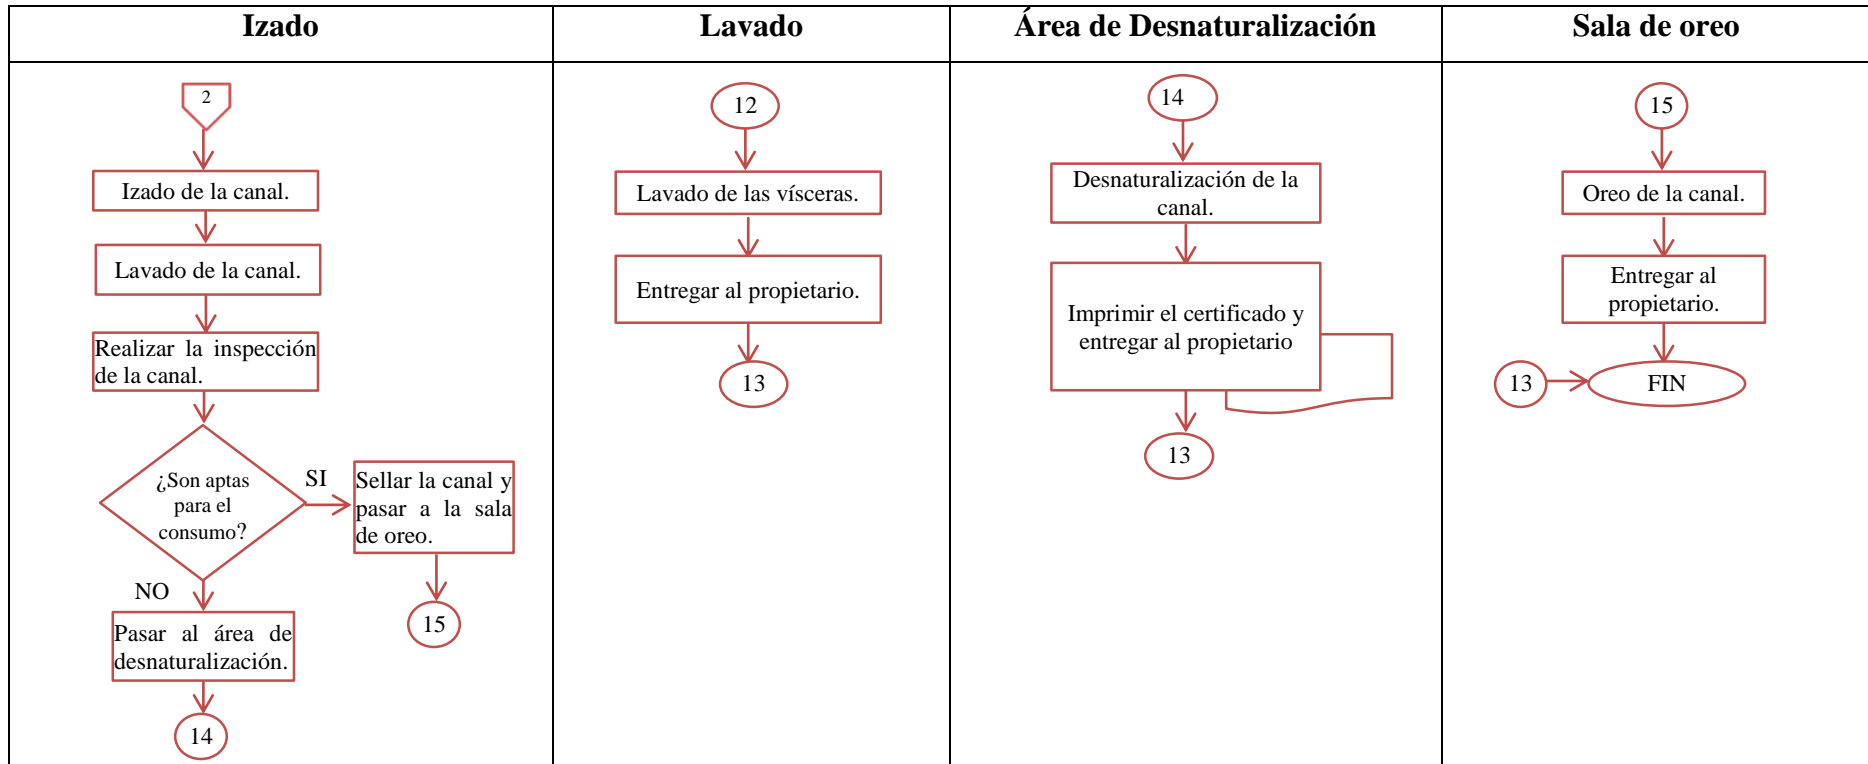 Izado
Lavado
Área de Desnaturalización
Sala de oreo
2
Izado de la canal.
Lavado de la canal.
Realizar la inspección
de la canal.
¿Son aptas
para el
consumo?
SI
Sellar la canal y
pasar a la sala
de oreo.
15
NO
Pasar al área de
desnaturalización.
14
12
Lavado de las vísceras.
Entregar al propietario.
13
14
Desnaturalización de la
canal.
Imprimir el certificado y
entregar al propietario
13
15
Oreo de la canal.
Entregar al
propietario.
13
FIN